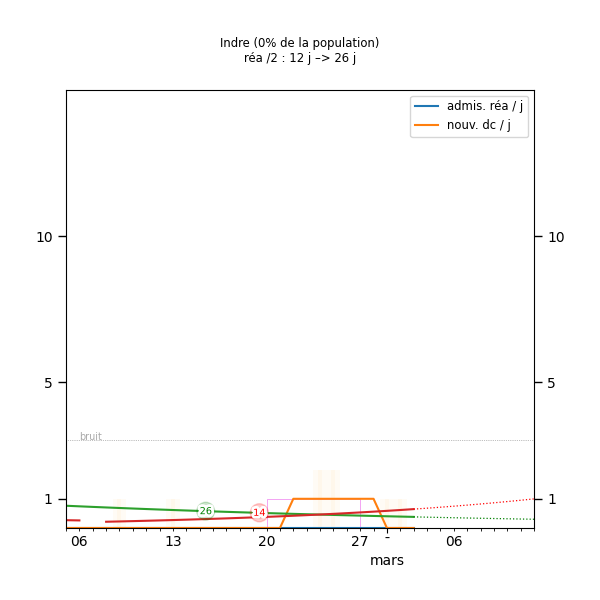 Indre (0% de la population)
réa /2 : 12 j –> 26 j
admis. réa / j
nouv. dc / j
10
10
5
5
bruit
1
1
-26
-14
06
13
20
27
-
06
mars